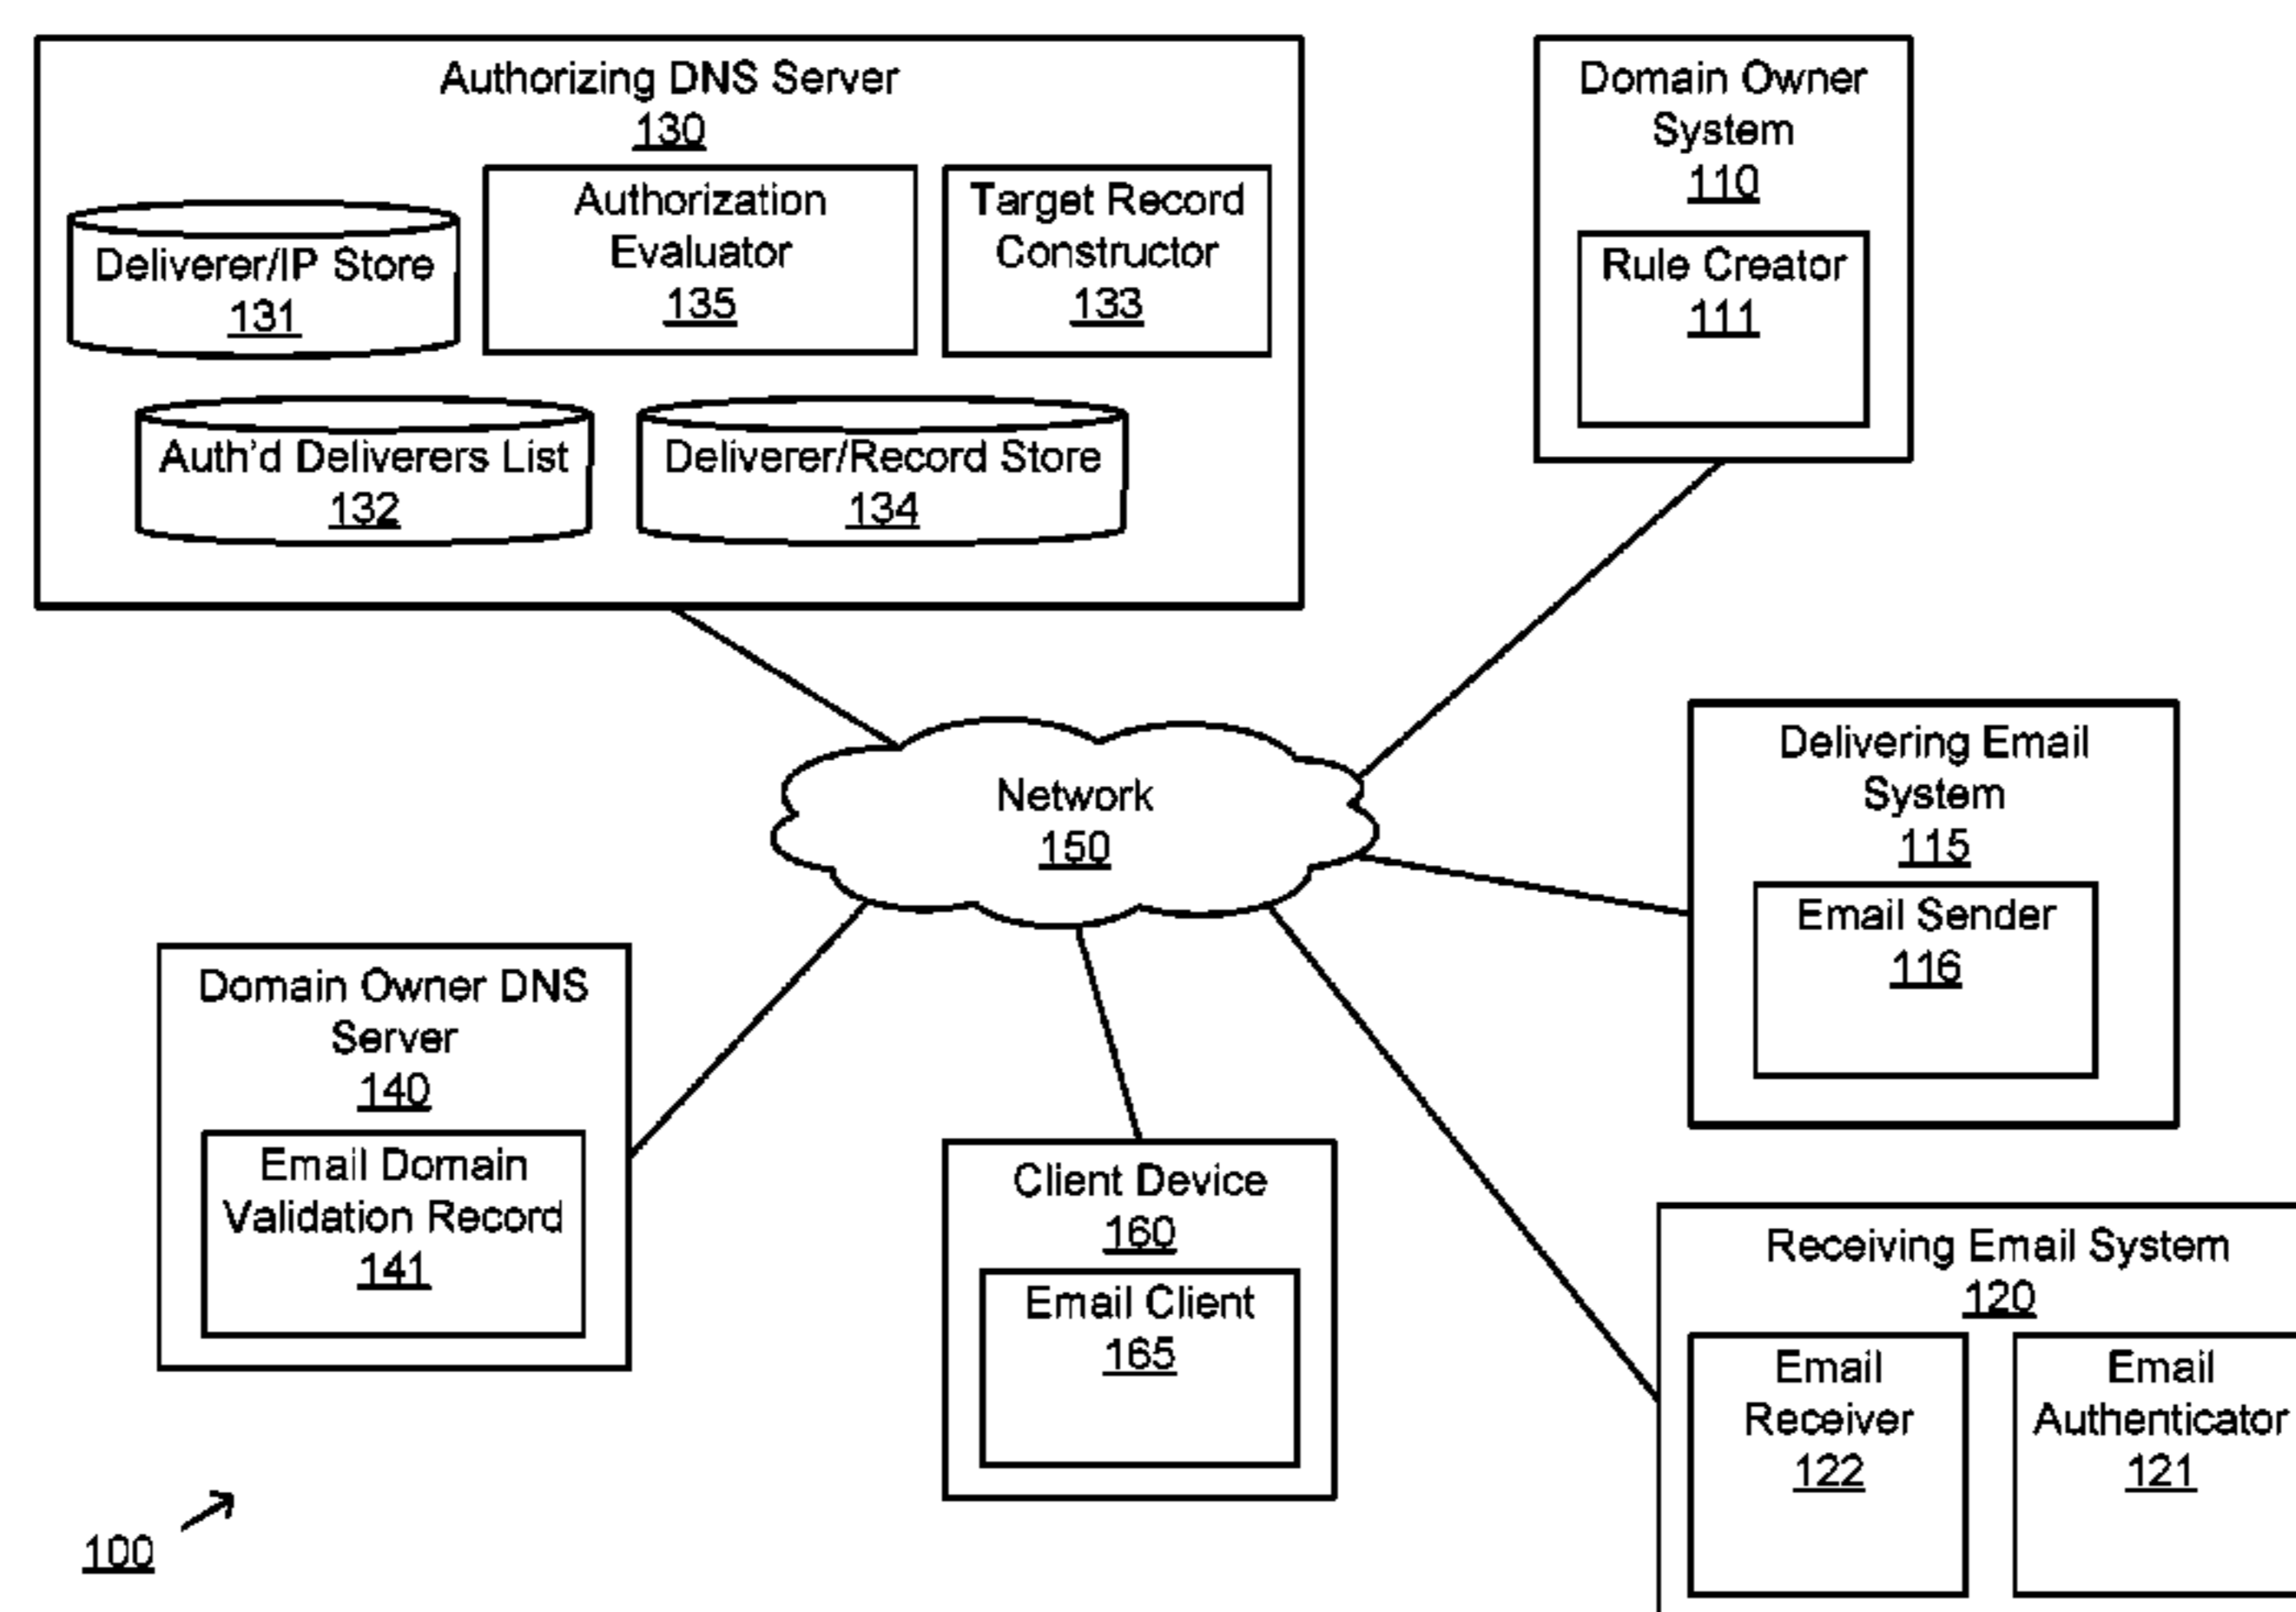 Authorizing DNS Server
130
Deliverer/IP Store
131
Authorization
Evaluator
135
Target Record
Constructor
133
Auth'd Deliverers List
132
Deliverer/Record Store
134
Domain Owner
System
110
Rule Creator
111
Network
150
Delivering Email
System
115
Email Sender
116
Domain Owner DNS
Server
140
Email Domain
Validation Record
141
Client Device
160
Email Client
165
Receiving Email System
120
Email
Receiver
122
Email
Authenticator
121
100